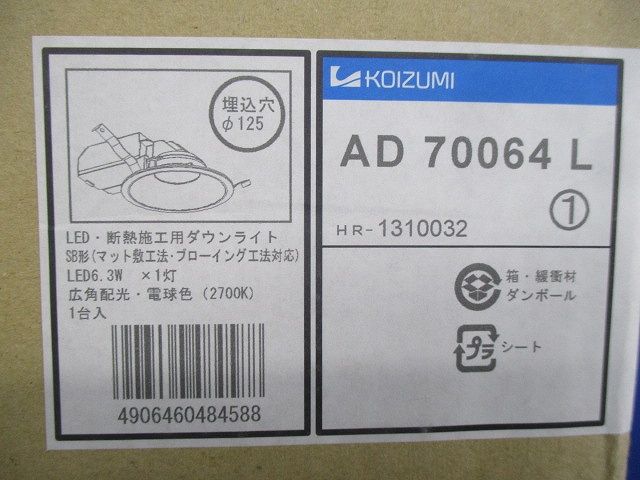 埋込穴
φ125
LED・断熱施工用ダウンライト
SB形(マット敷工法・ブローイング工法対応)
LED6.3W ×1灯
広角配光・電球色 (2700K)
1台入
4906460484588
KOIZUMI
AD 70064 L
HR-1310032
1
箱・緩衝材
ダンボール
プラ
シート